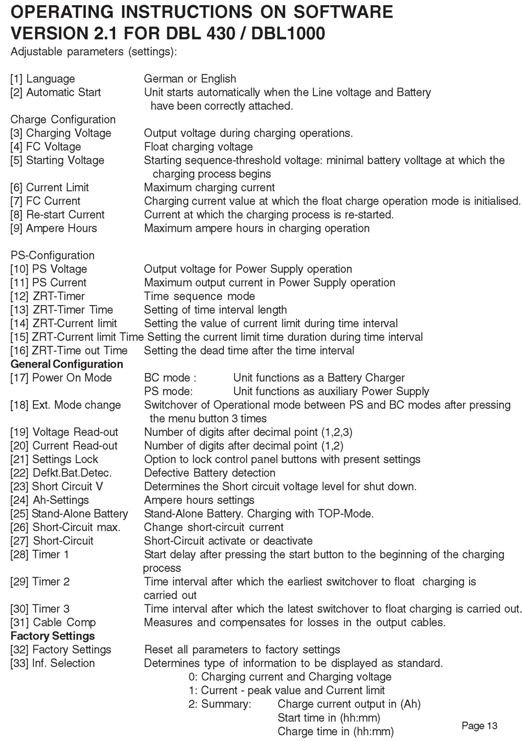 OPERATING INSTRUCTIONS ON SOFTWARE
VERSION 2.1 FOR DBL 430 / DBL1000
Adjustable parameters (settings):
[1] Language German or English
[2] Automatic Start Unit starts automatically when the Line voltage and Battery
have been correctly attached.
Charge Configuration
[3] Charging Voltage Output voltage during charging operations.
[4] FC Voltage Float charging voltage
[5] Starting Voltage Starting sequence-threshold voltage: minimal battery volltage at which the
charging process begins
[6] Current Limit Maximum charging current
[7] FC Current Charging current value at which the float charge operation mode is initialised.
[8] Re-start Current Current at which the charging process is re-started.
[9] Ampere Hours Maximum ampere hours in charging operation
PS-Configuration
[10] PS Voltage Output voltage for Power Supply operation
[11] PS Current Maximum output current in Power Supply operation
[12] ZRT-Timer Time sequence mode
[13] ZRT-Timer Time Setting of time interval length
[14] ZRT-Current limit Setting the value of current limit during time interval
[15] ZRT-Current limit Time Setting the current limit time duration during time interval
[16] ZRT-Time out Time Setting the dead time after the time interval
General Configuration
[17] Power On Mode BC mode : Unit functions as a Battery Charger
PS mode: Unit functions as auxiliary Power Supply
[18] Ext. Mode change Switchover of Operational mode between PS and BC modes after pressing
the menu button 3 times
[19] Voltage Read-out Number of digits after decimal point (1,2,3)
[20] Current Read-out Number of digits after decimal point (1,2)
[21] Settings Lock Option to lock control panel buttons with present settings
[22] Defkt.Bat.Detec. Defective Battery detection
[23] Short Circuit V Determines the Short circuit voltage level for shut down.
[24] Ah-Settings Ampere hours settings
[25] Stand-Alone Battery Stand-Alone Battery. Charging with TOP-Mode.
[26] Short-Circuit max. Change short-circuit current
[27] Short-Circuit Short-Circuit activate or deactivate
[28] Timer 1 Start delay after pressing the start button to the beginning of the charging
process
[29] Timer 2 Time interval after which the earliest switchover to float charging is
carried out
[30] Timer 3 Time interval after which the latest switchover to float charging is carried out.
[31] Cable Comp Measures and compensates for losses in the output cables.
Factory Settings
[32] Factory Settings Reset all parameters to factory settings
[33] Inf. Selection Determines type of information to be displayed as standard.
0: Charging current and Charging voltage
1: Current - peak value and Current limit
2: Summary: Charge current output in (Ah)
Start time in (hh:mm)
Charge time in (hh:mm)
Page 13